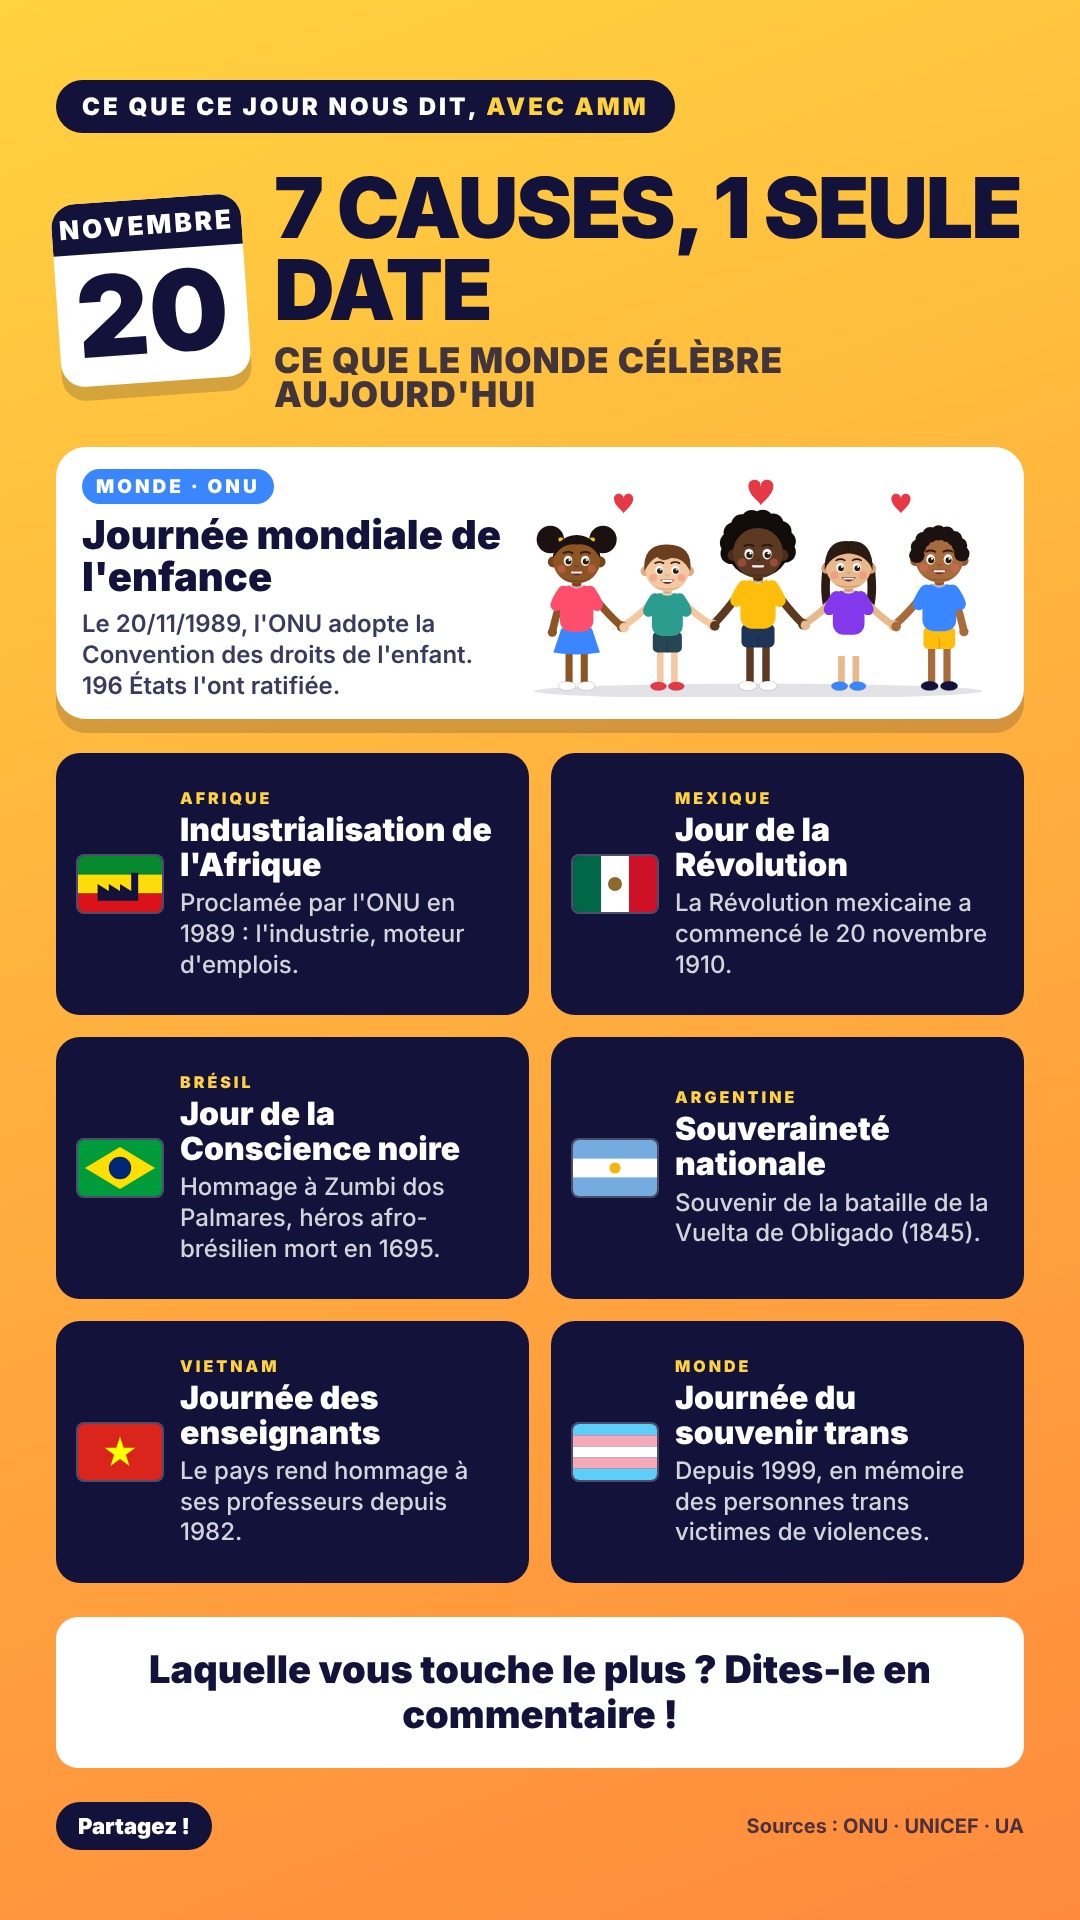 CE QUE CE JOUR NOUS DIT, AVEC AMM
NOVEMBRE
20
7 CAUSES, 1 SEULE
DATE
CE QUE LE MONDE CÉLÈBRE
AUJOURD'HUI
MONDE · ONU
Journée mondiale de
l'enfance
Le 20/11/1989, l'ONU adopte la
Convention des droits de l'enfant.
196 États l'ont ratifiée.
AFRIQUE
Industrialisation de
l'Afrique
Proclamée par l'ONU en
1989 : l'industrie, moteur
d'emplois.
MEXIQUE
Jour de la
Révolution
La Révolution mexicaine a
commencé le 20 novembre
1910.
BRÉSIL
Jour de la
Conscience noire
Hommage à Zumbi dos
Palmares, héros afro-
brésilien mort en 1695.
ARGENTINE
Souveraineté
nationale
Souvenir de la bataille de la
Vuelta de Obligado (1845).
VIETNAM
Journée des
enseignants
Le pays rend hommage à
ses professeurs depuis
1982.
MONDE
Journée du
souvenir trans
Depuis 1999, en mémoire
des personnes trans
victimes de violences.
Laquelle vous touche le plus ? Dites-le en
commentaire !
Partagez !
Sources : ONU · UNICEF · UA